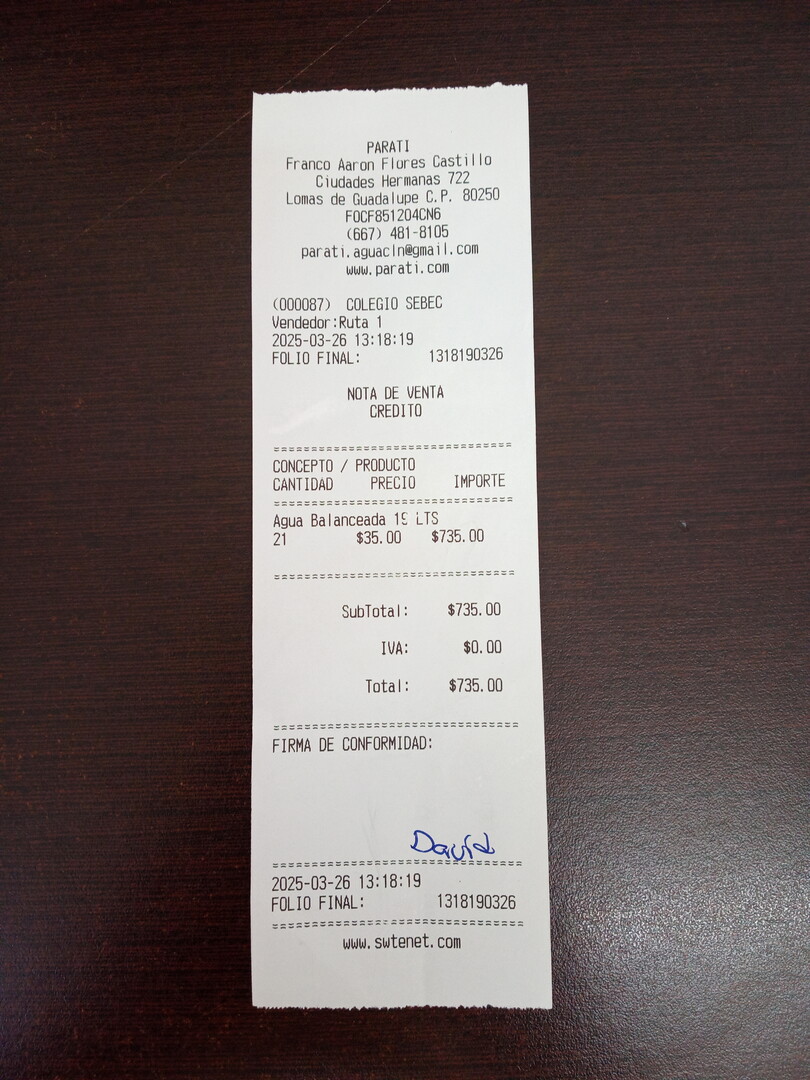 PARATI
Franco Aaron Flores Castillo
Ciudades Hermanas 722
Lomas de Guadalupe C.P. 80250
FOCF851204CN6
(667) 481-8105
parati.aguacln@gmail.com
www.parati.com
(000087) COLEGIO SEBEC
Vendedor:Ruta 1
2025-03-26 13:18:19
FOLIO FINAL: 1318190326
NOTA DE VENTA
CREDITO
===========================
CONCEPTO / PRODUCTO
CANTIDAD PRECIO IMPORTE
===========================
Agua Balanceada 19 LTS
21 $35.00 $735.00
===========================
SubTotal: $735.00
IVA: $0.00
Total: $735.00
===========================
FIRMA DE CONFORMIDAD:
David
===========================
2025-03-26 13:18:19
FOLIO FINAL: 1318190326
===========================
www.swtenet.com